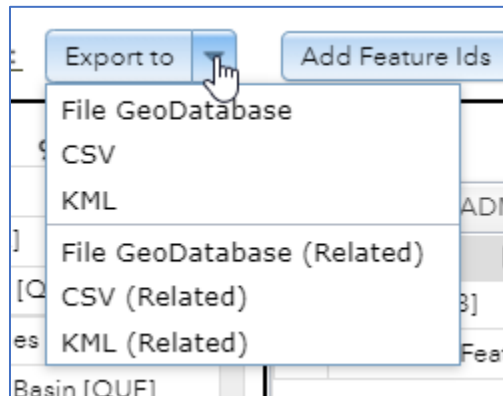 Export to
Add Feature Ids
File GeoDatabase
CSV
KML
File GeoDatabase (Related)
CSV (Related)
KML (Related)
Basin [QUE]